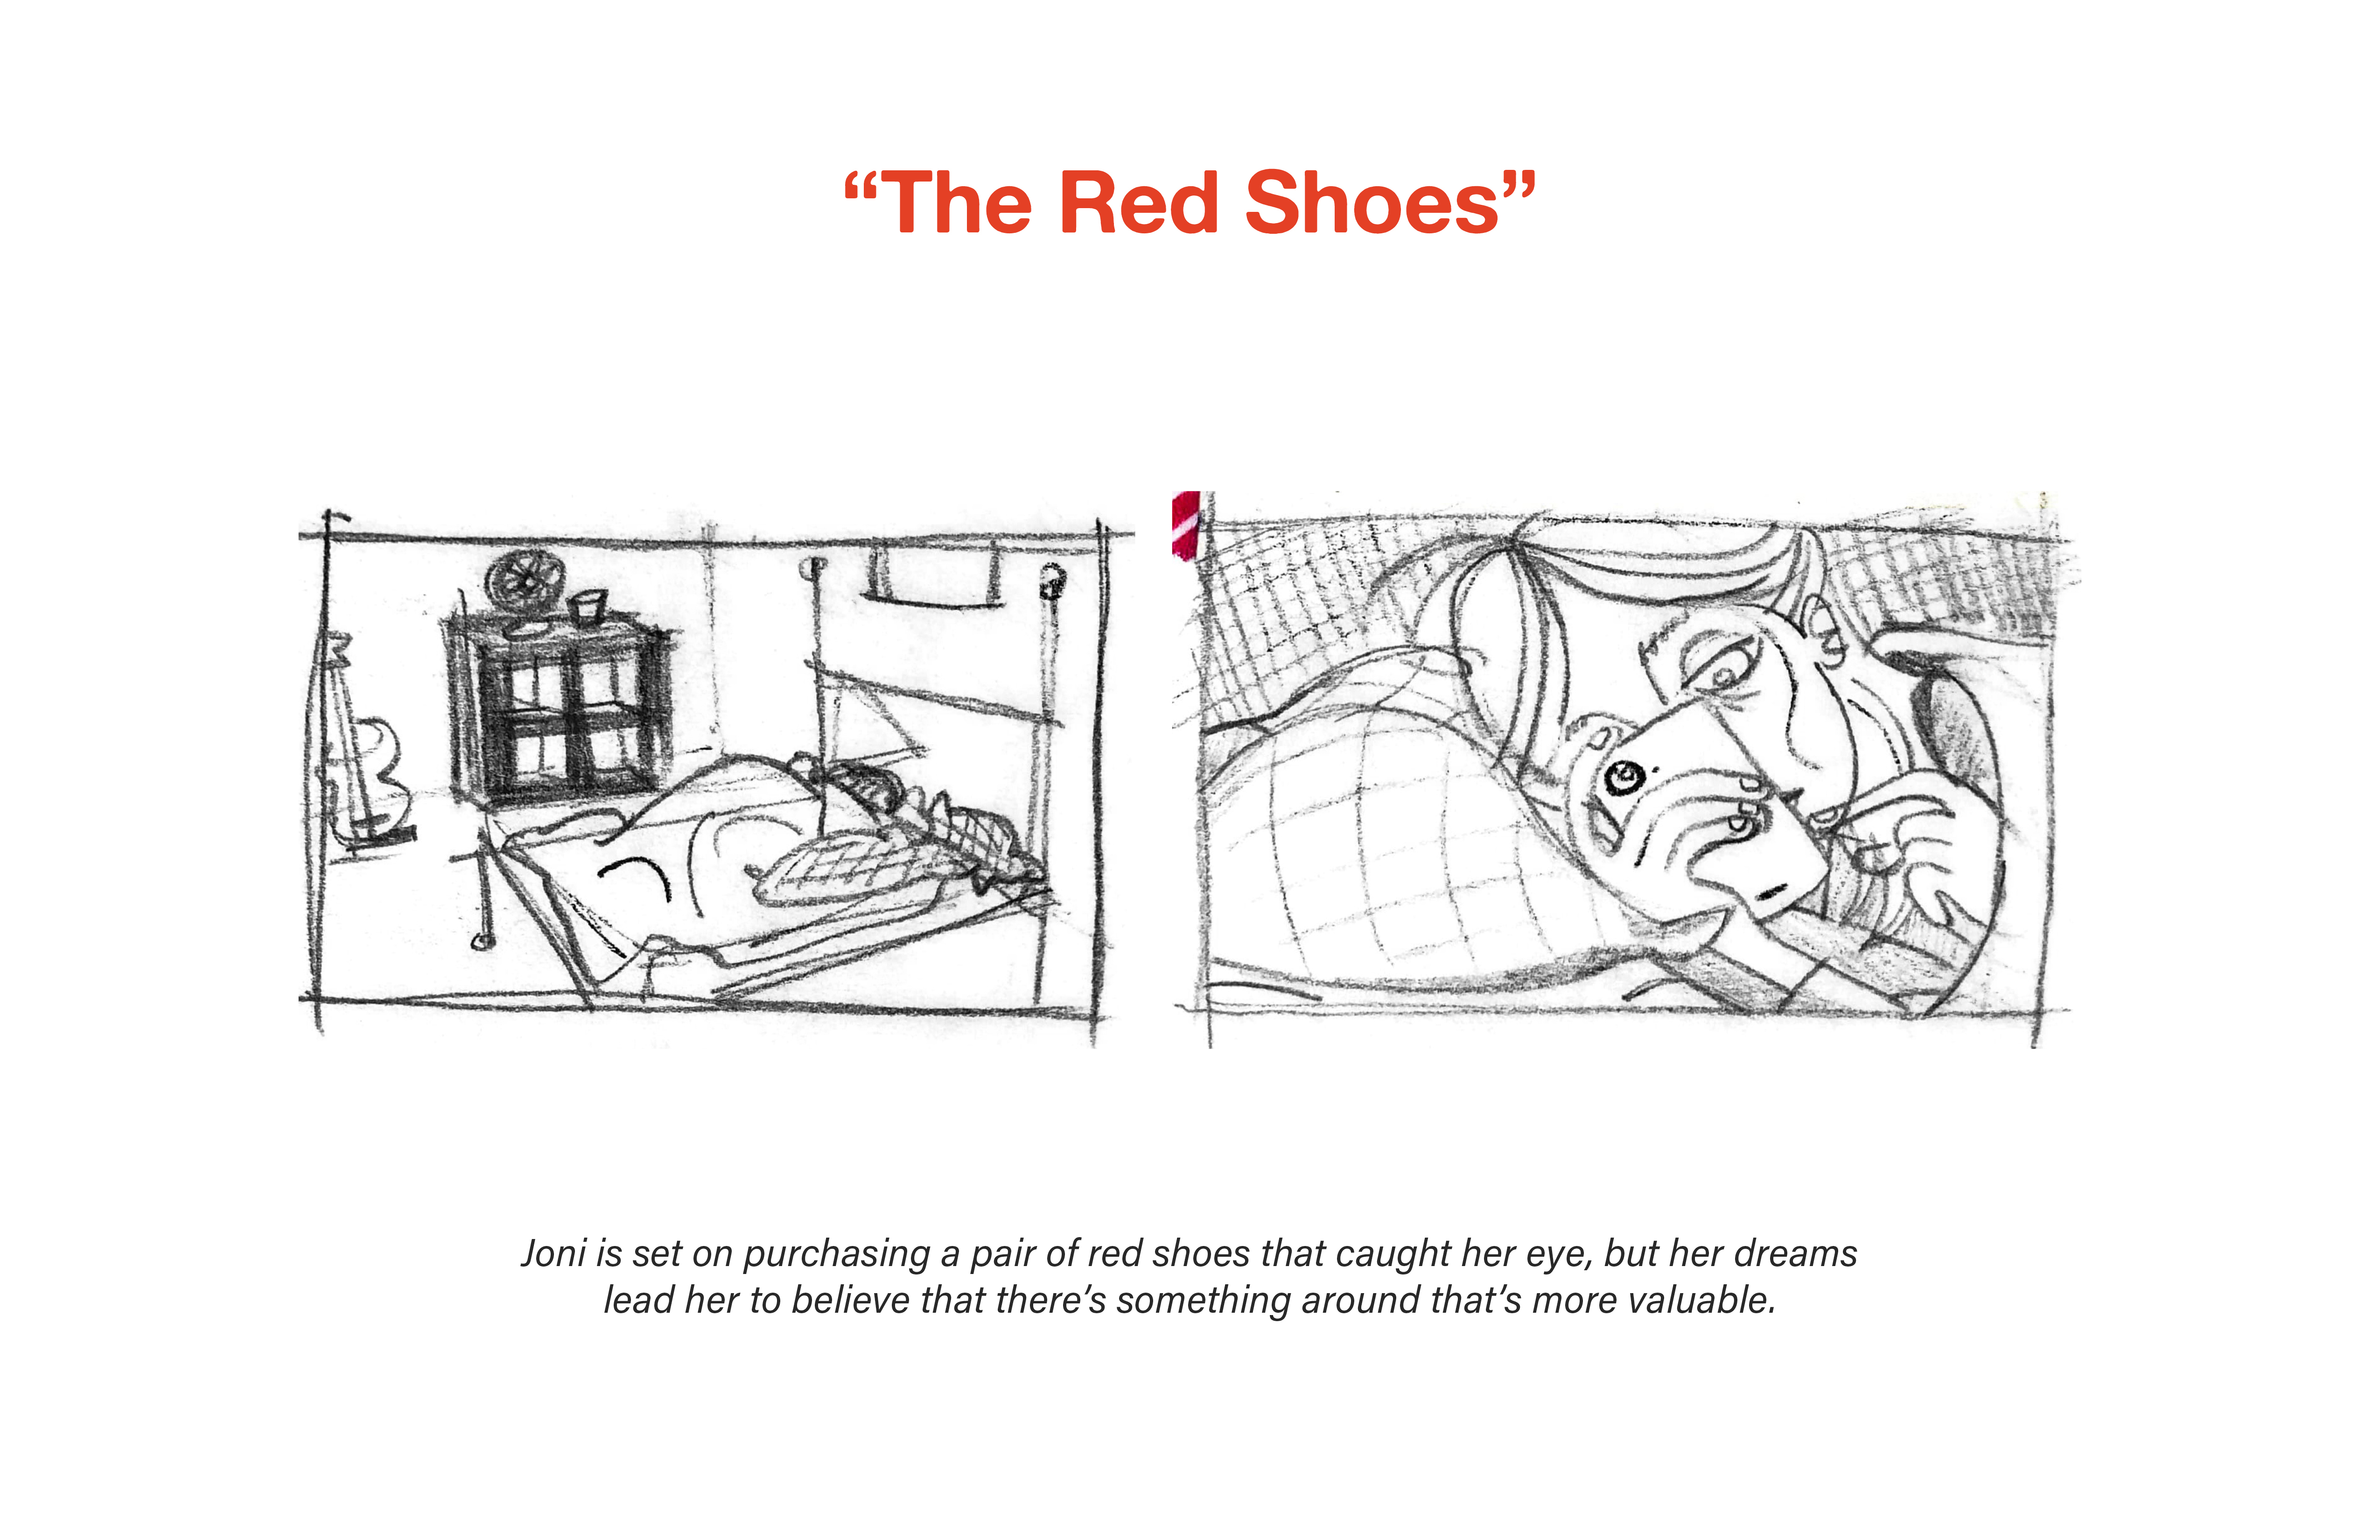 “The Red Shoes”
Joni is set on purchasing a pair of red shoes that caught her eye, but her dreams
lead her to believe that there’s something around that’s more valuable.